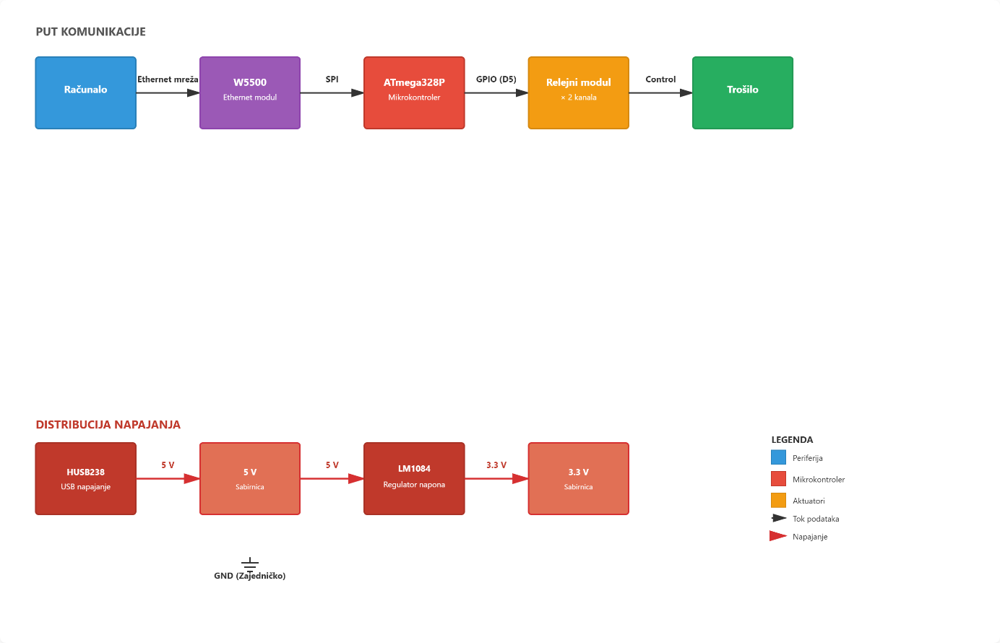 PUT KOMUNIKACIJE
Računalo
Ethernet mreža
W5500
Ethernet modul
SPI
ATmega328P
Mikrokontroler
GPIO (D5)
Relejni modul
× 2 kanala
Control
Trošilo
DISTRIBUCIJA NAPAJANJA
HUSB238
USB napajanje
5 V
5 V
Sabirnica
5 V
LM1084
Regulator napona
3.3 V
3.3 V
Sabirnica
GND (Zajedničko)
LEGENDA
Periferija
Mikrokontroler
Aktuatori
Tok podataka
Napajanje